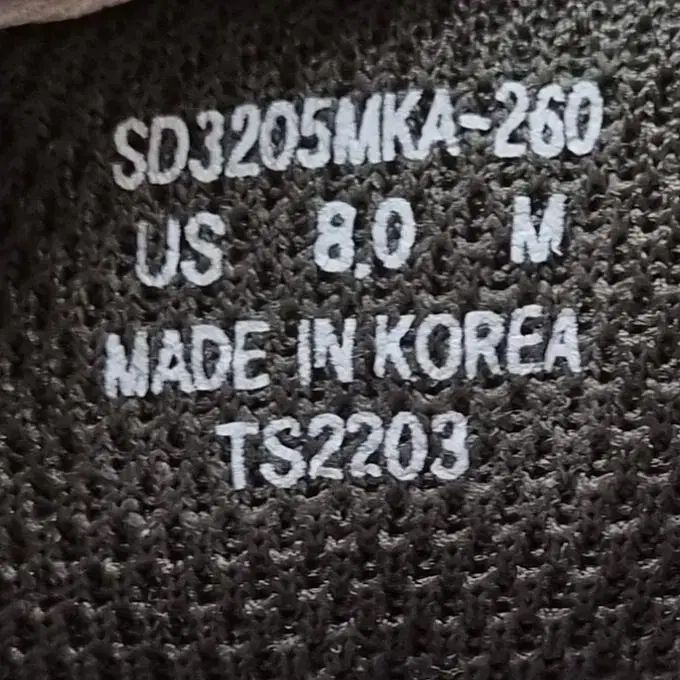 SD3205MKA-260
US 8.0 M
MADE IN KOREA
TS2203